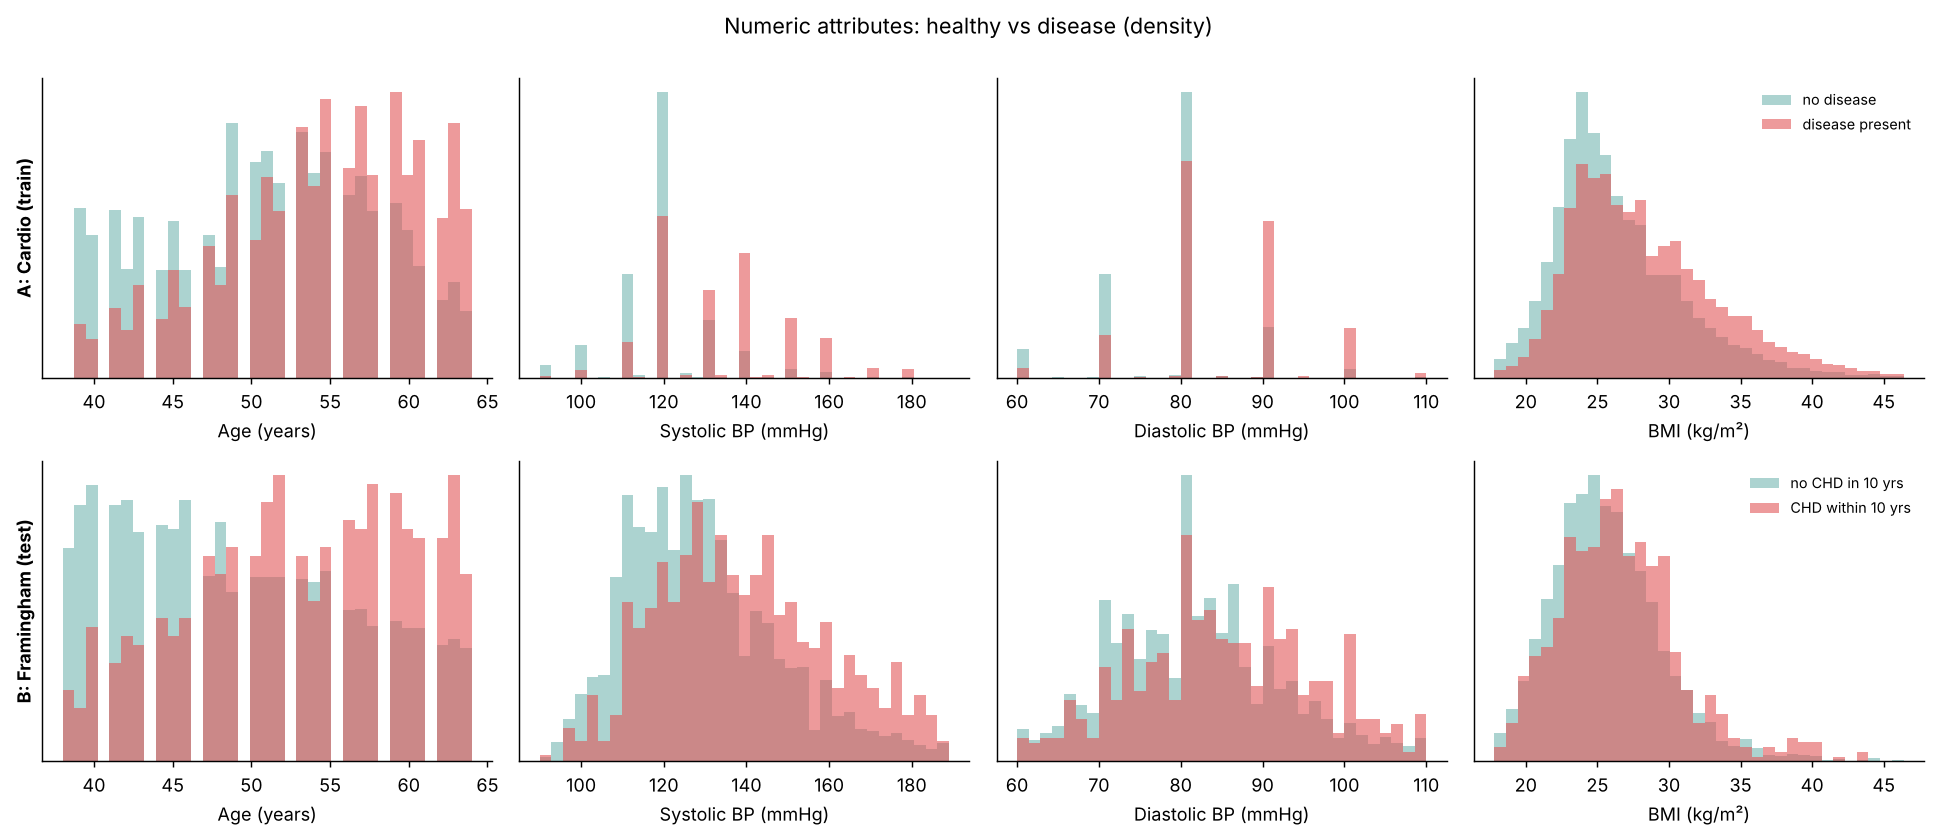 Numeric attributes: healthy vs disease (density)
A: Cardio (train)
40 45 50 55 60 65
Age (years)
100 120 140 160 180
Systolic BP (mmHg)
60 70 80 90 100 110
Diastolic BP (mmHg)
no disease
disease present
20 25 30 35 40 45
BMI (kg/m²)
B: Framingham (test)
40 45 50 55 60 65
Age (years)
100 120 140 160 180
Systolic BP (mmHg)
60 70 80 90 100 110
Diastolic BP (mmHg)
no CHD in 10 yrs
CHD within 10 yrs
20 25 30 35 40 45
BMI (kg/m²)